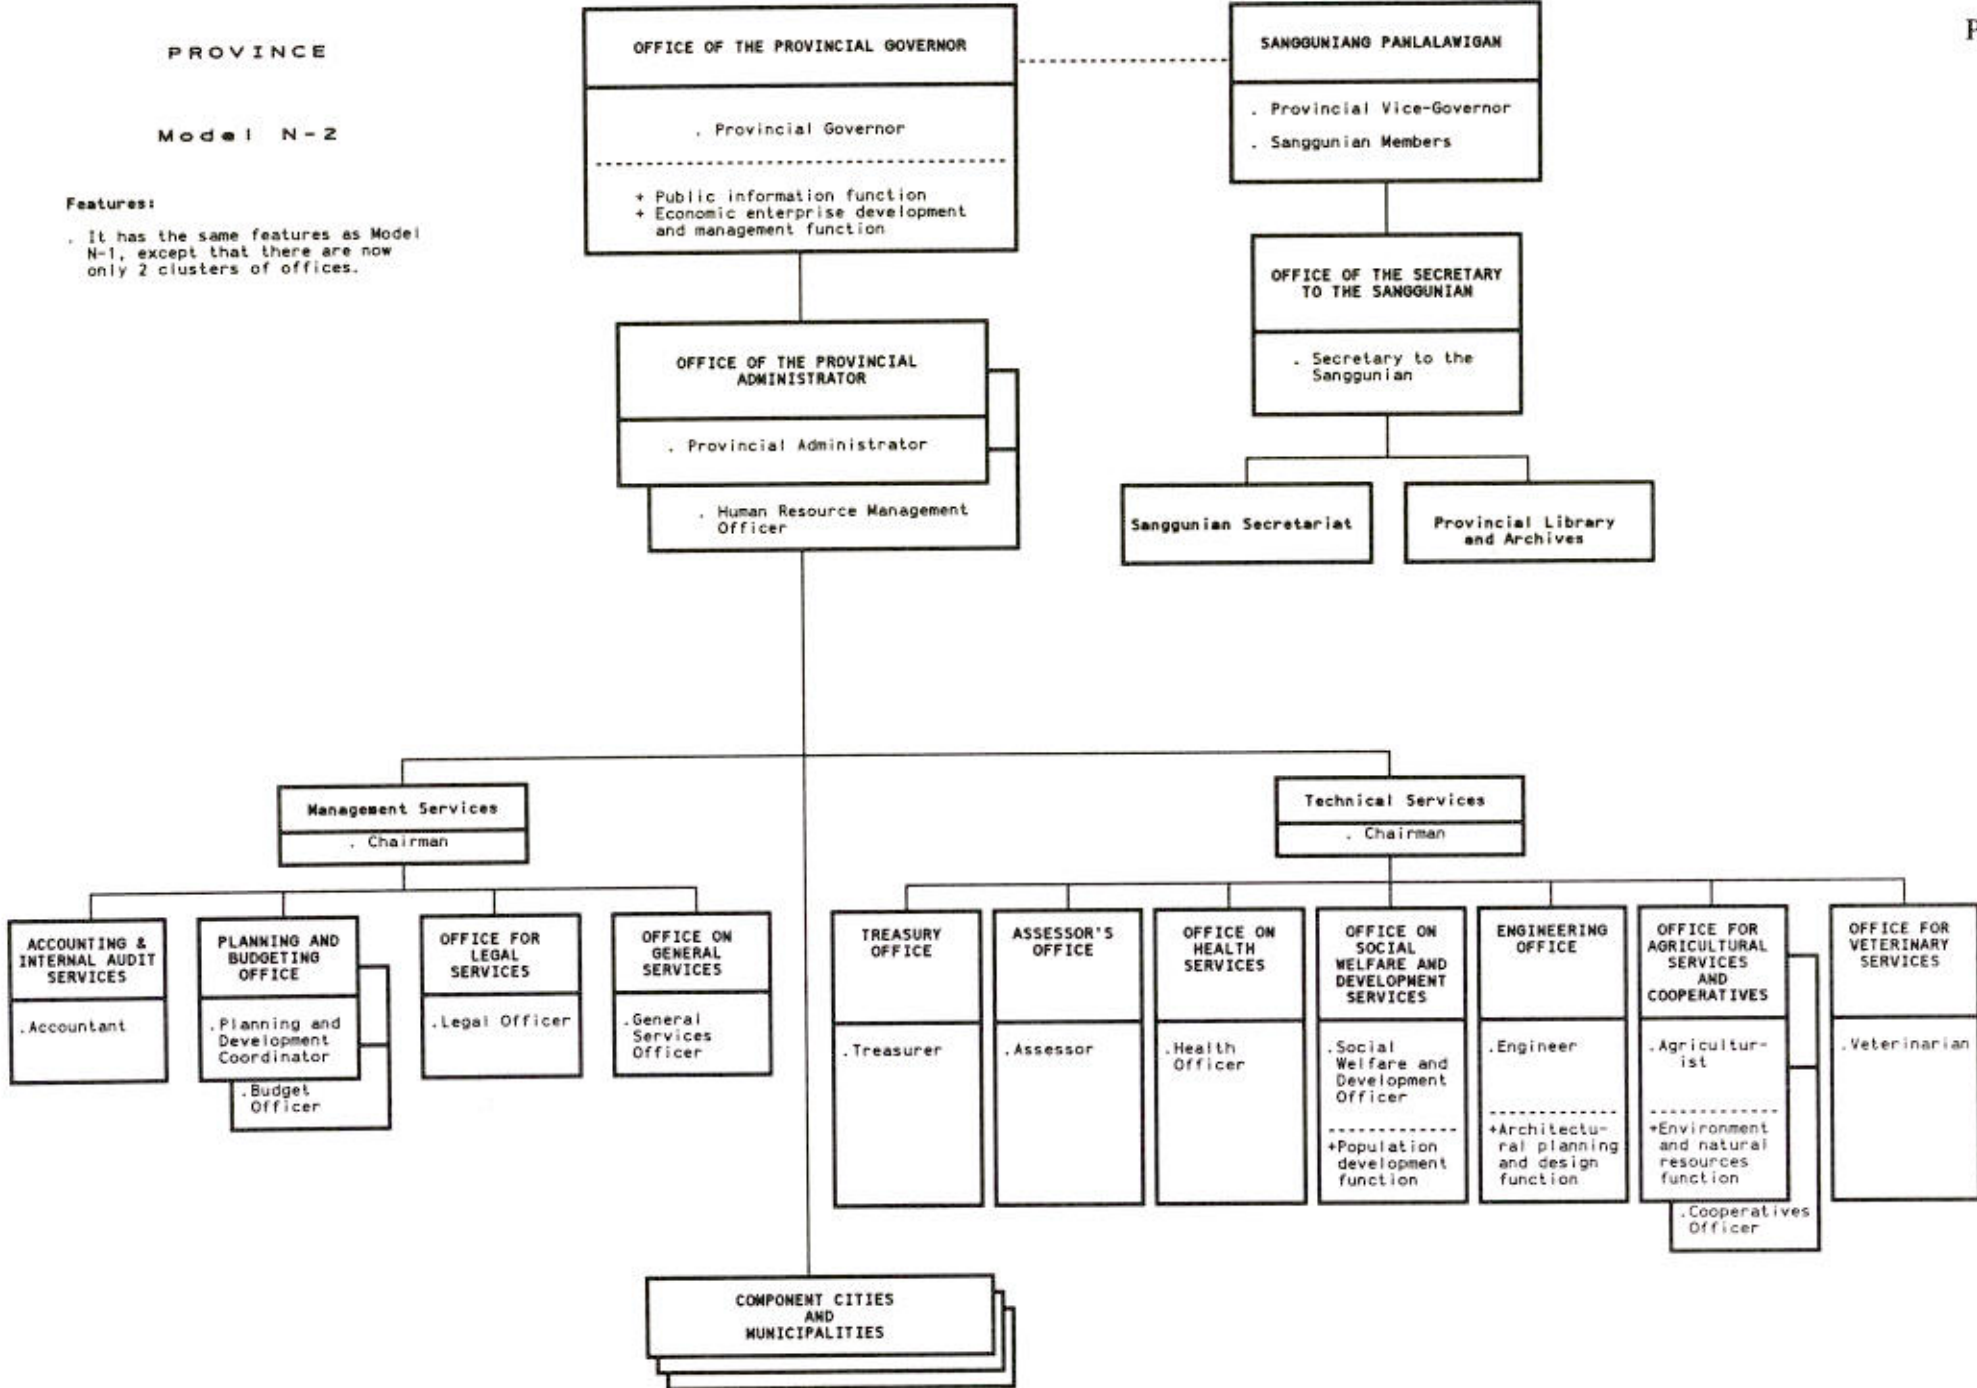 P
PROVINCE
Model N-2
Features:
. It has the same features as Model
N-1, except that there are now
only 2 clusters of offices.
OFFICE OF THE PROVINCIAL GOVERNOR
. Provincial Governor
+ Public information function
+ Economic enterprise development
and management function
SANGGUNIANG PANLALAWIGAN
. Provincial Vice-Governor
. Sanggunian Members
OFFICE OF THE SECRETARY
TO THE SANGGUNIAN
. Secretary to the
Sanggunian
Sanggunian Secretariat
Provincial Library
and Archives
OFFICE OF THE PROVINCIAL
ADMINISTRATOR
. Provincial Administrator
. Human Resource Management
Officer
Management Services
. Chairman
Technical Services
. Chairman
ACCOUNTING &
INTERNAL AUDIT
SERVICES
.Accountant
PLANNING AND
BUDGETING
OFFICE
.Planning and
Development
Coordinator
.Budget
Officer
OFFICE FOR
LEGAL
SERVICES
.Legal Officer
OFFICE ON
GENERAL
SERVICES
.General
Services
Officer
TREASURY
OFFICE
.Treasurer
ASSESSOR'S
OFFICE
.Assessor
OFFICE ON
HEALTH
SERVICES
.Health
Officer
OFFICE ON
SOCIAL
WELFARE AND
DEVELOPMENT
SERVICES
.Social
Welfare and
Development
Officer
+Population
development
function
ENGINEERING
OFFICE
.Engineer
+Architectu-
ral planning
and design
function
OFFICE FOR
AGRICULTURAL
SERVICES
AND
COOPERATIVES
.Agricultur-
ist
+Environment
and natural
resources
function
.Cooperatives
Officer
OFFICE FOR
VETERINARY
SERVICES
.Veterinarian
COMPONENT CITIES
AND
MUNICIPALITIES